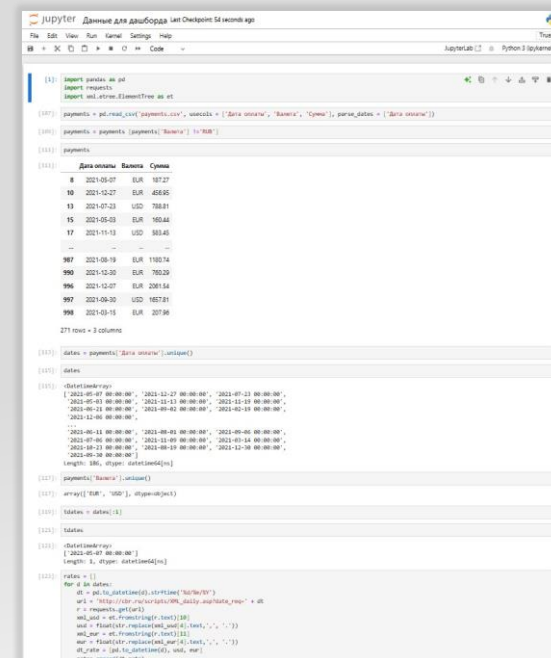 jupyter Данные для дашборда Last Checkpoint: 54 seconds ago
File Edit View Run Kernel Settings Help
Code JupyterLab Python 3
[1]: import pandas as pd
import requests
import xml.etree.ElementTree as et
payments = pd.read_csv('payments.csv', usecols = ['Дата оплаты', 'Валюта', 'Сумма'], parse_dates = ['Дата оплаты'])
payments = payments [payments['Валюта'] != 'RUB']
payments
Дата оплаты Валюта Сумма
8 2021-05-07 EUR 187.27
10 2021-12-27 EUR 456.95
13 2021-07-23 USD 788.81
15 2021-05-03 EUR 160.44
17 2021-11-13 USD 583.45
... ... ... ...
987 2021-08-19 EUR 1180.74
990 2021-12-30 EUR 760.29
996 2021-12-07 EUR 2081.54
997 2021-09-30 USD 1657.81
998 2021-03-15 EUR 207.96
271 rows × 3 columns
dates = payments['Дата оплаты'].unique()
dates
<DatetimeArray>
['2021-05-07 00:00:00', '2021-12-27 00:00:00', '2021-07-23 00:00:00',
'2021-05-03 00:00:00', '2021-11-13 00:00:00', '2021-11-19 00:00:00',
'2021-06-21 00:00:00', '2021-09-02 00:00:00', '2021-02-19 00:00:00',
'2021-12-06 00:00:00',
...
'2021-06-11 00:00:00', '2021-08-01 00:00:00', '2021-09-06 00:00:00',
'2021-07-06 00:00:00', '2021-11-09 00:00:00', '2021-03-14 00:00:00',
'2021-10-23 00:00:00', '2021-08-19 00:00:00', '2021-12-30 00:00:00',
'2021-09-30 00:00:00']
Length: 186, dtype: datetime64[ns]
payments['Валюта'].unique()
array(['EUR', 'USD'], dtype=object)
tdates = dates[:1]
tdates
<DatetimeArray>
['2021-05-07 00:00:00']
Length: 1, dtype: datetime64[ns]
rates = []
for d in dates:
dt = pd.to_datetime(d).strftime('%d/%m/%Y')
url = 'http://cbr.ru/scripts/XML_daily.asp?date_req=' + dt
r = requests.get(url)
xml_usd = et.fromstring(r.text)[10]
usd = float(str.replace(xml_usd[4].text,',', '.'))
xml_eur = et.fromstring(r.text)[11]
eur = float(str.replace(xml_eur[4].text,',', '.'))
dt_rate = [pd.to_datetime(d), usd, eur]